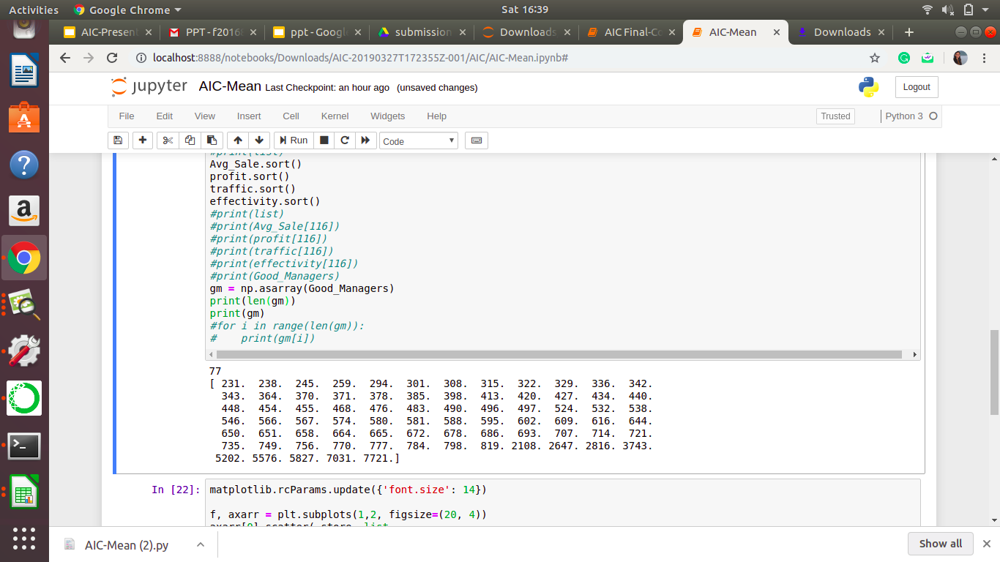 Activities Google Chrome Sat 16:39
AIC-Present PPT - f2016 ppt - Googl submission Downloads AIC Final-Co AIC-Mean Downloads
localhost:8888/notebooks/Downloads/AIC-20190327T172355Z-001/AIC/AIC-Mean.ipynb#
jupyter AIC-Mean Last Checkpoint: an hour ago (unsaved changes) Logout
File Edit View Insert Cell Kernel Widgets Help Trusted Python 3
Run Code
#print(list)
Avg_Sale.sort()
profit.sort()
traffic.sort()
effectivity.sort()
#print(list)
#print(Avg_Sale[116])
#print(profit[116])
#print(traffic[116])
#print(effectivity[116])
#print(Good_Managers)
gm = np.asarray(Good_Managers)
print(len(gm))
print(gm)
#for i in range(len(gm)):
#    print(gm[i])
77
[ 231.  238.  245.  259.  294.  301.  308.  315.  322.  329.  336.  342.
343.  364.  370.  371.  378.  385.  398.  413.  420.  427.  434.  440.
448.  454.  455.  468.  476.  483.  490.  496.  497.  524.  532.  538.
546.  566.  567.  574.  580.  581.  588.  595.  602.  609.  616.  644.
650.  651.  658.  664.  665.  672.  678.  686.  693.  707.  714.  721.
735.  749.  756.  770.  777.  784.  798.  819. 2108. 2647. 2816. 3743.
5202. 5576. 5827. 7031. 7721.]
In [22]: matplotlib.rcParams.update({'font.size': 14})
f, axarr = plt.subplots(1,2, figsize=(20, 4))
axarr[0].scatter( store, list,
AIC-Mean (2).py Show all